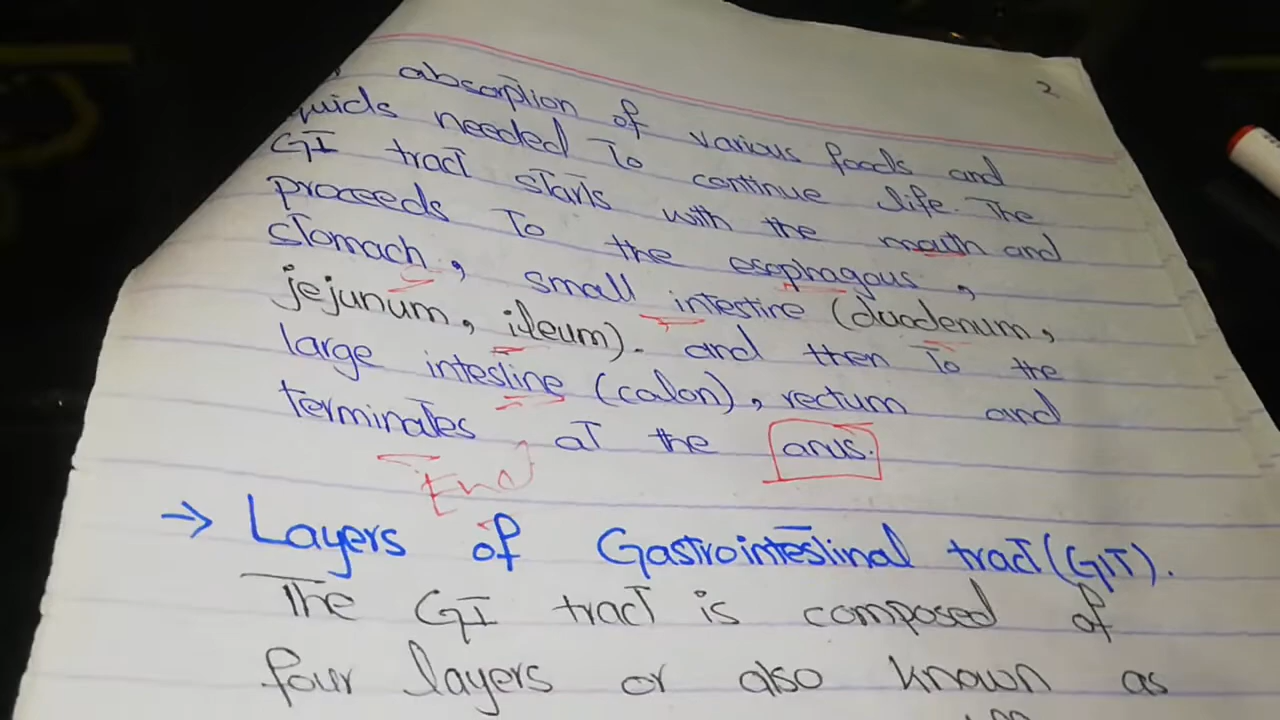 2
absorption of various foods and
needed To continue life. The
GI tract starts with the mouth and
proceeds To the esophagous,
stomach, small intestine (duodenum,
jejunum, ileum). and then To the
large intestine (calon), rectum and
terminates at the anus.
End
→ Layers of Gastrointestinal tract (GIT).
The GI tract is composed of
four layers or also known as